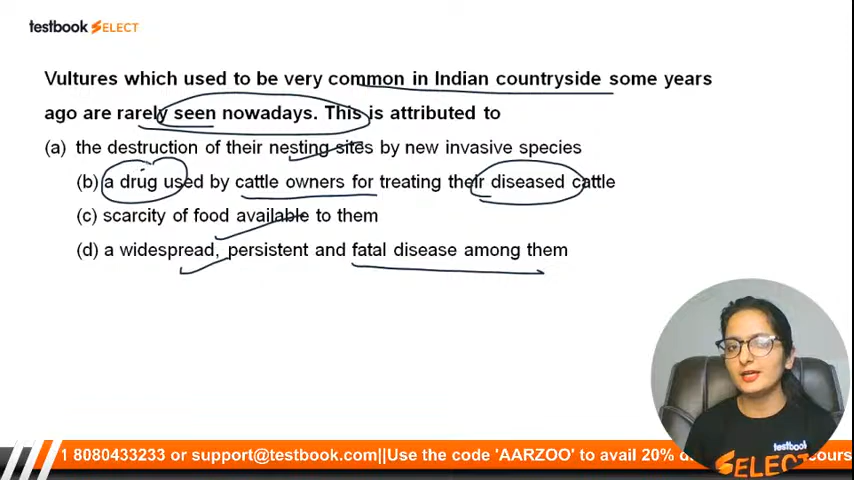 testbook SELECT
Vultures which used to be very common in Indian countryside some years
ago are rarely seen nowadays. This is attributed to
(a) the destruction of their nesting sites by new invasive species
(b) a drug used by cattle owners for treating their diseased cattle
(c) scarcity of food available to them
(d) a widespread, persistent and fatal disease among them
testbook
SELECT
1 8080433233 or support@testbook.com||Use the code 'AARZOO' to avail 20% d cours